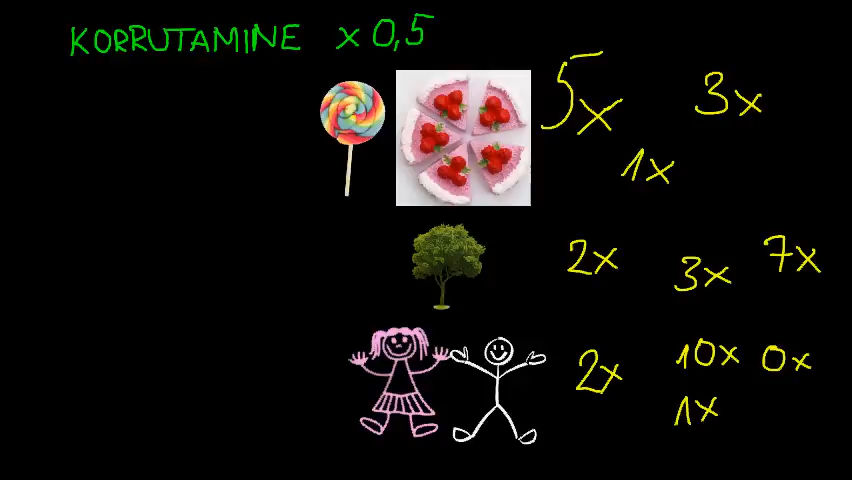 KORRUTAMINE x 0,5
5x 3x
1x
2x 3x 7x
2x 10x 0x
1x